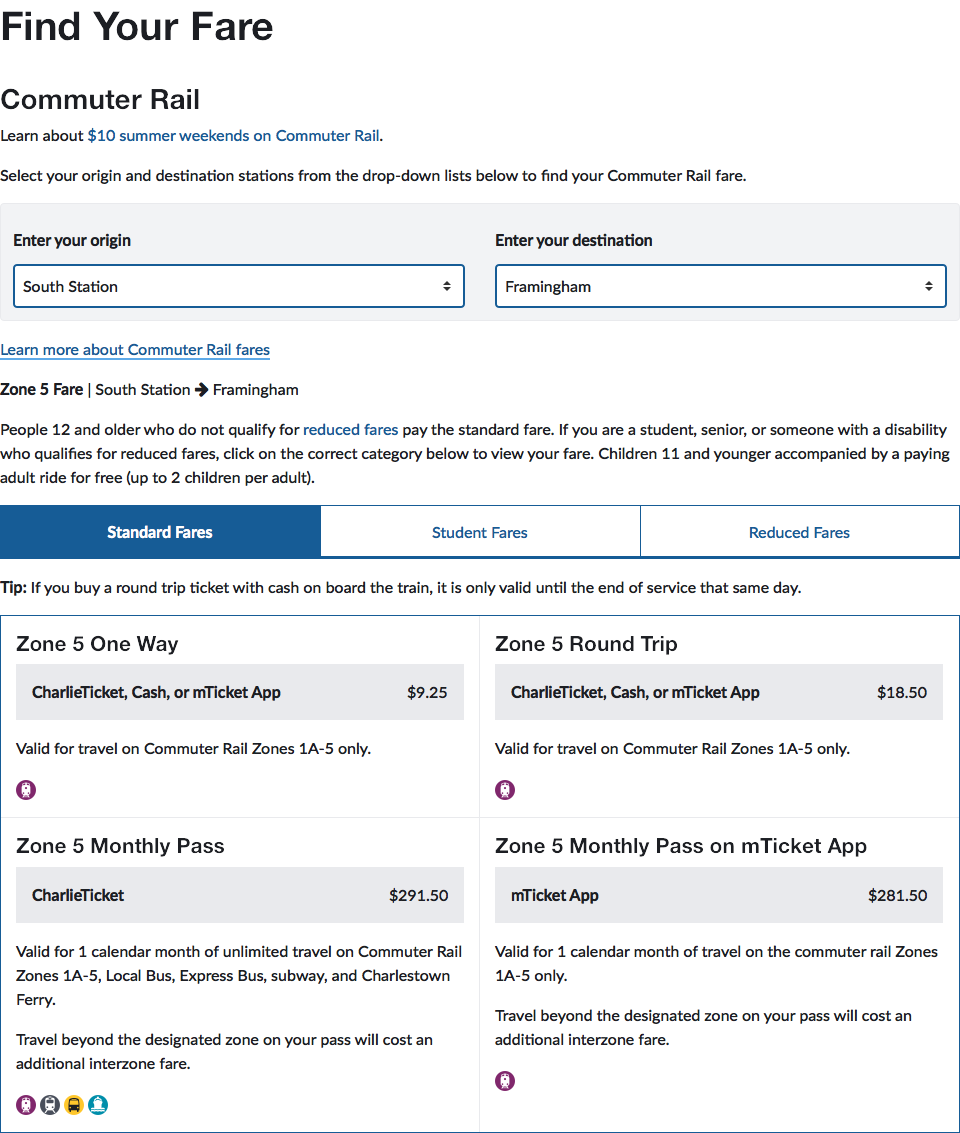 Find Your Fare
Commuter Rail
Learn about $10 summer weekends on Commuter Rail.
Select your origin and destination stations from the drop-down lists below to find your Commuter Rail fare.
Enter your origin
South Station
Enter your destination
Framingham
Learn more about Commuter Rail fares
Zone 5 Fare | South Station → Framingham
People 12 and older who do not qualify for reduced fares pay the standard fare. If you are a student, senior, or someone with a disability
who qualifies for reduced fares, click on the correct category below to view your fare. Children 11 and younger accompanied by a paying
adult ride for free (up to 2 children per adult).
Standard Fares
Student Fares
Reduced Fares
Tip: If you buy a round trip ticket with cash on board the train, it is only valid until the end of service that same day.
Zone 5 One Way
CharlieTicket, Cash, or mTicket App $9.25
Valid for travel on Commuter Rail Zones 1A-5 only.
Zone 5 Round Trip
CharlieTicket, Cash, or mTicket App $18.50
Valid for travel on Commuter Rail Zones 1A-5 only.
Zone 5 Monthly Pass
CharlieTicket $291.50
Valid for 1 calendar month of unlimited travel on Commuter Rail
Zones 1A-5, Local Bus, Express Bus, subway, and Charlestown
Ferry.
Travel beyond the designated zone on your pass will cost an
additional interzone fare.
Zone 5 Monthly Pass on mTicket App
mTicket App $281.50
Valid for 1 calendar month of travel on the commuter rail Zones
1A-5 only.
Travel beyond the designated zone on your pass will cost an
additional interzone fare.